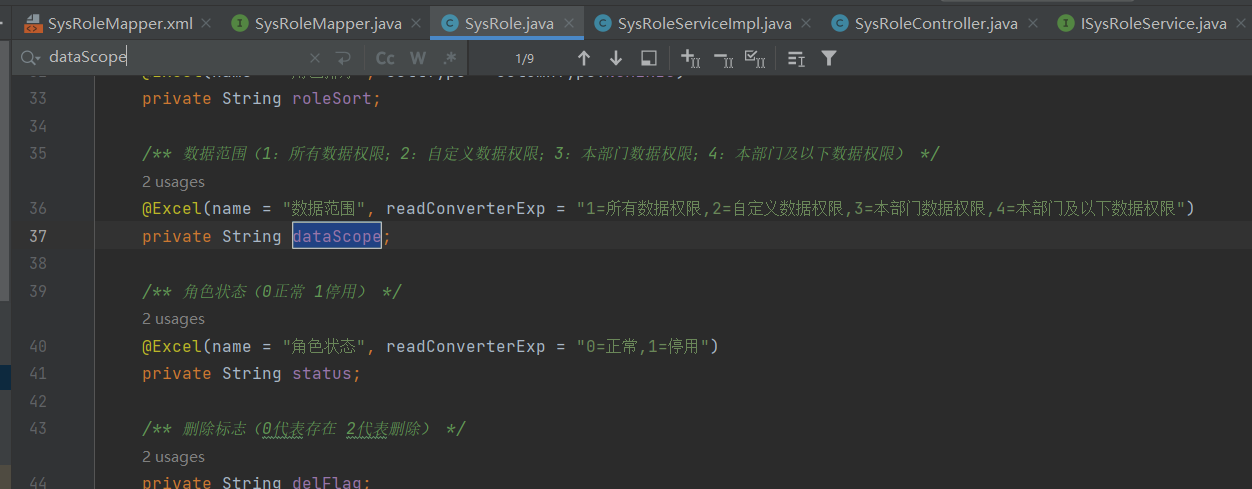 SysRoleMapper.xml SysRoleMapper.java SysRole.java SysRoleServiceImpl.java SysRoleController.java ISysRoleService.java
dataScope Cc W .* 1/9
33 private String roleSort;
34
35 /** 数据范围（1：所有数据权限；2：自定义数据权限；3：本部门数据权限；4：本部门及以下数据权限） */
2 usages
36 @Excel(name = "数据范围", readConverterExp = "1=所有数据权限,2=自定义数据权限,3=本部门数据权限,4=本部门及以下数据权限")
37 private String dataScope;
38
39 /** 角色状态（0正常 1停用） */
2 usages
40 @Excel(name = "角色状态", readConverterExp = "0=正常,1=停用")
41 private String status;
42
43 /** 删除标志（0代表存在 2代表删除） */
2 usages
44 private String delFlag;